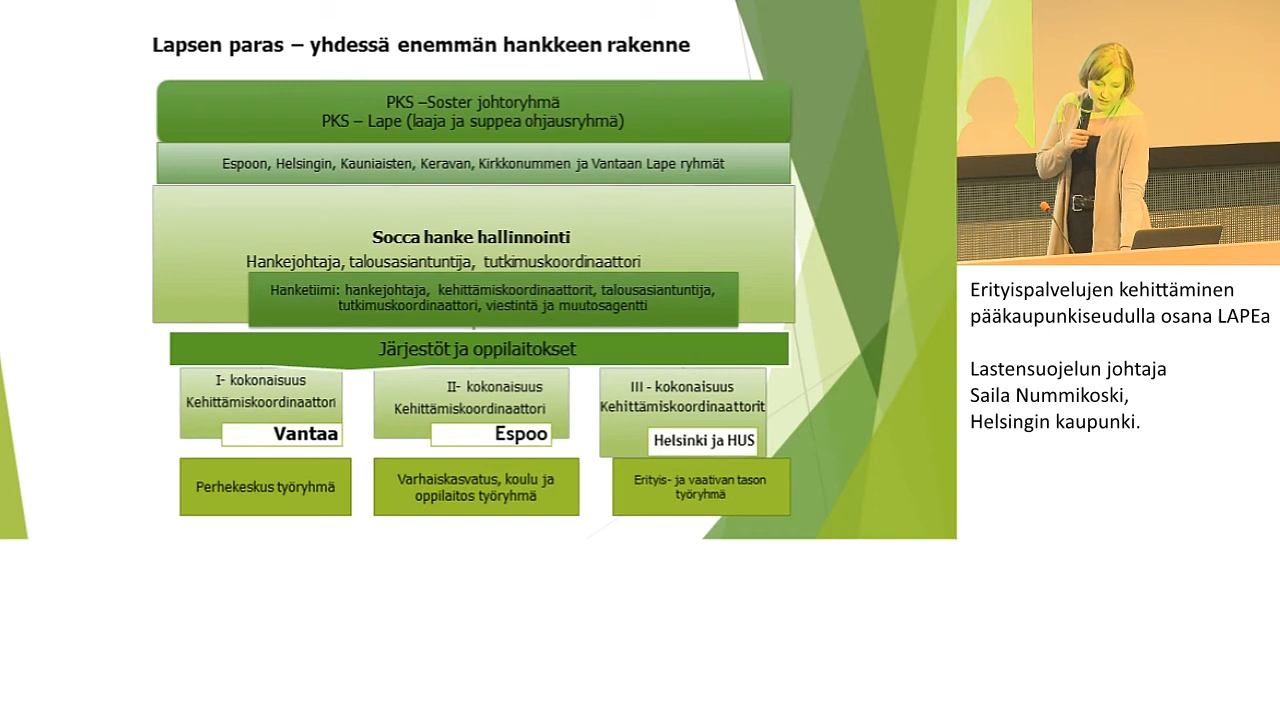 Lapsen paras – yhdessä enemmän hankkeen rakenne
PKS –Soster johtoryhmä
PKS – Lape (laaja ja suppea ohjausryhmä)
Espoon, Helsingin, Kauniaisten, Keravan, Kirkkonummen ja Vantaan Lape ryhmät
Socca hanke hallinnointi
Hankejohtaja, talousasiantuntija, tutkimuskoordinaattori
Hanketiimi: hankejohtaja, kehittämiskoordinaattorit, talousasiantuntija,
tutkimuskoordinaattori, viestintä ja muutosagentti
Järjestöt ja oppilaitokset
I- kokonaisuus
Kehittämiskoordinaattori
Vantaa
Perhekeskus työryhmä
II- kokonaisuus
Kehittämiskoordinaattori
Espoo
Varhaiskasvatus, koulu ja
oppilaitos työryhmä
III - kokonaisuus
Kehittämiskoordinaattorit
Helsinki ja HUS
Erityis- ja vaativan tason
työryhmä
Erityispalvelujen kehittäminen
pääkaupunkiseudulla osana LAPEa
Lastensuojelun johtaja
Saila Nummikoski,
Helsingin kaupunki.